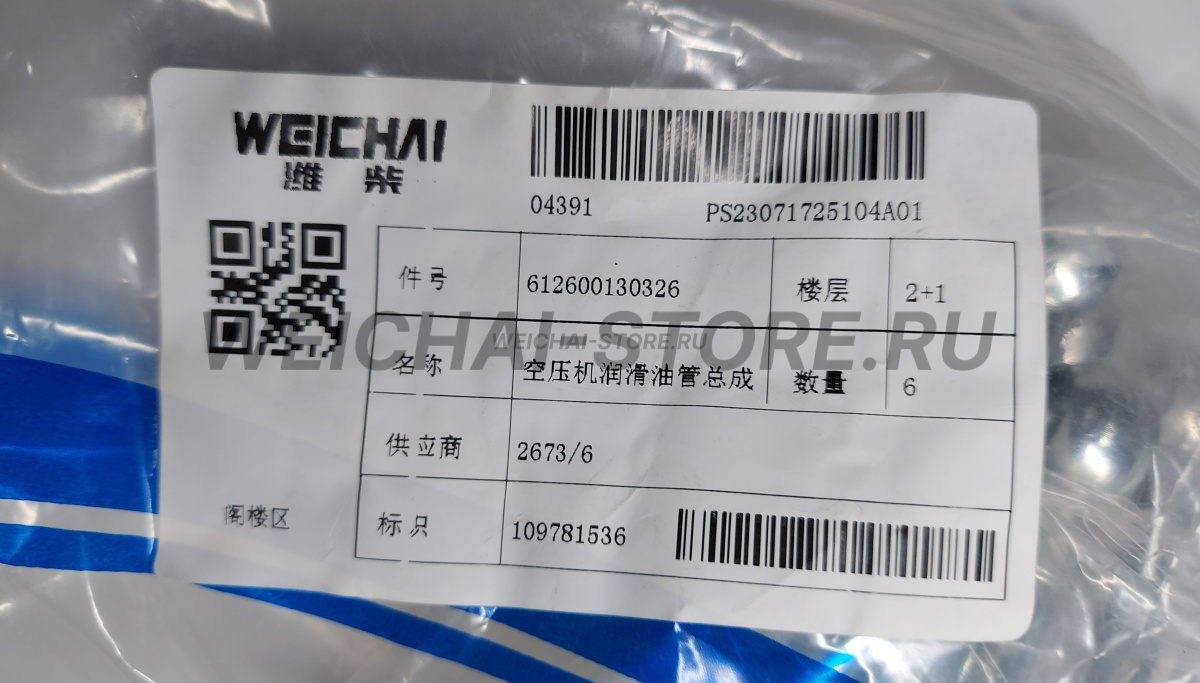 WEICHAI
潍柴
04391 PS23071725104A01
件号 612600130326 楼层 2+1
WEICHAI-STORE.RU
WEICHAI-STORE.RU
名称 空压机润滑油管总成 数量 6
供应商 2673/6
阁楼区
标识 109781536